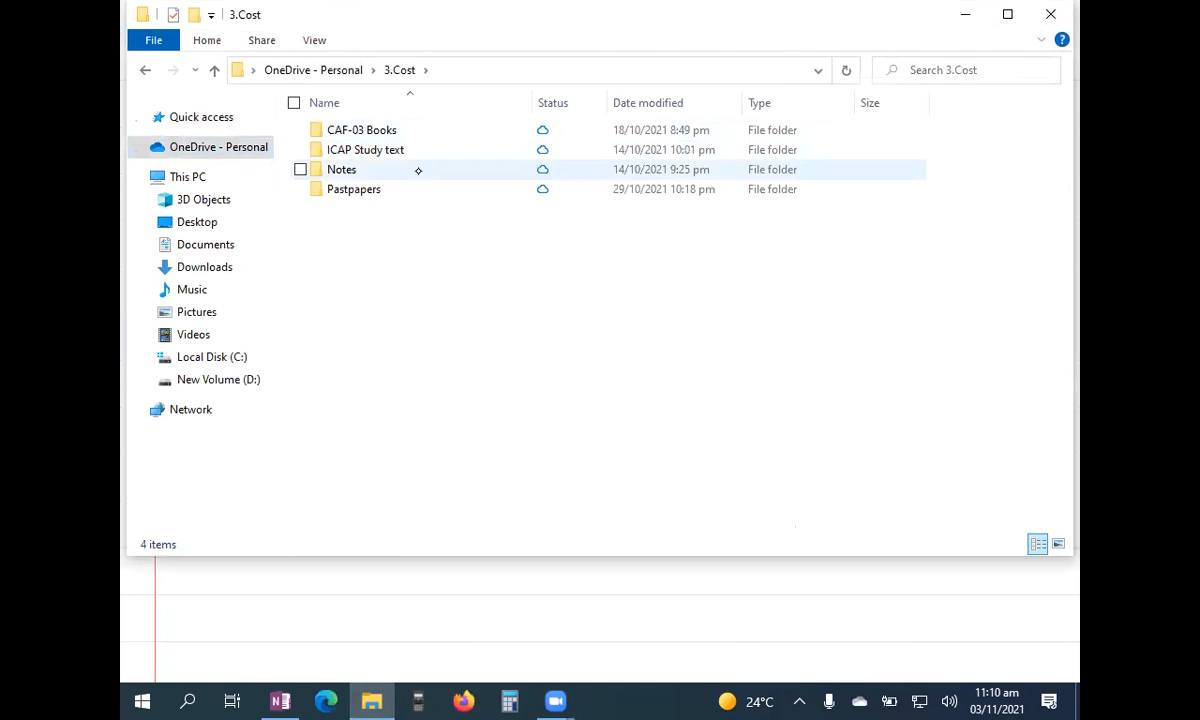 3.Cost
File Home Share View
OneDrive - Personal 3.Cost Search 3.Cost
Name Status Date modified Type Size
Quick access
OneDrive - Personal
This PC
3D Objects
Desktop
Documents
Downloads
Music
Pictures
Videos
Local Disk (C:)
New Volume (D:)
Network
CAF-03 Books 18/10/2021 8:49 pm File folder
ICAP Study text 14/10/2021 10:01 pm File folder
Notes 14/10/2021 9:25 pm File folder
Pastpapers 29/10/2021 10:18 pm File folder
4 items
24°C 11:10 am
03/11/2021